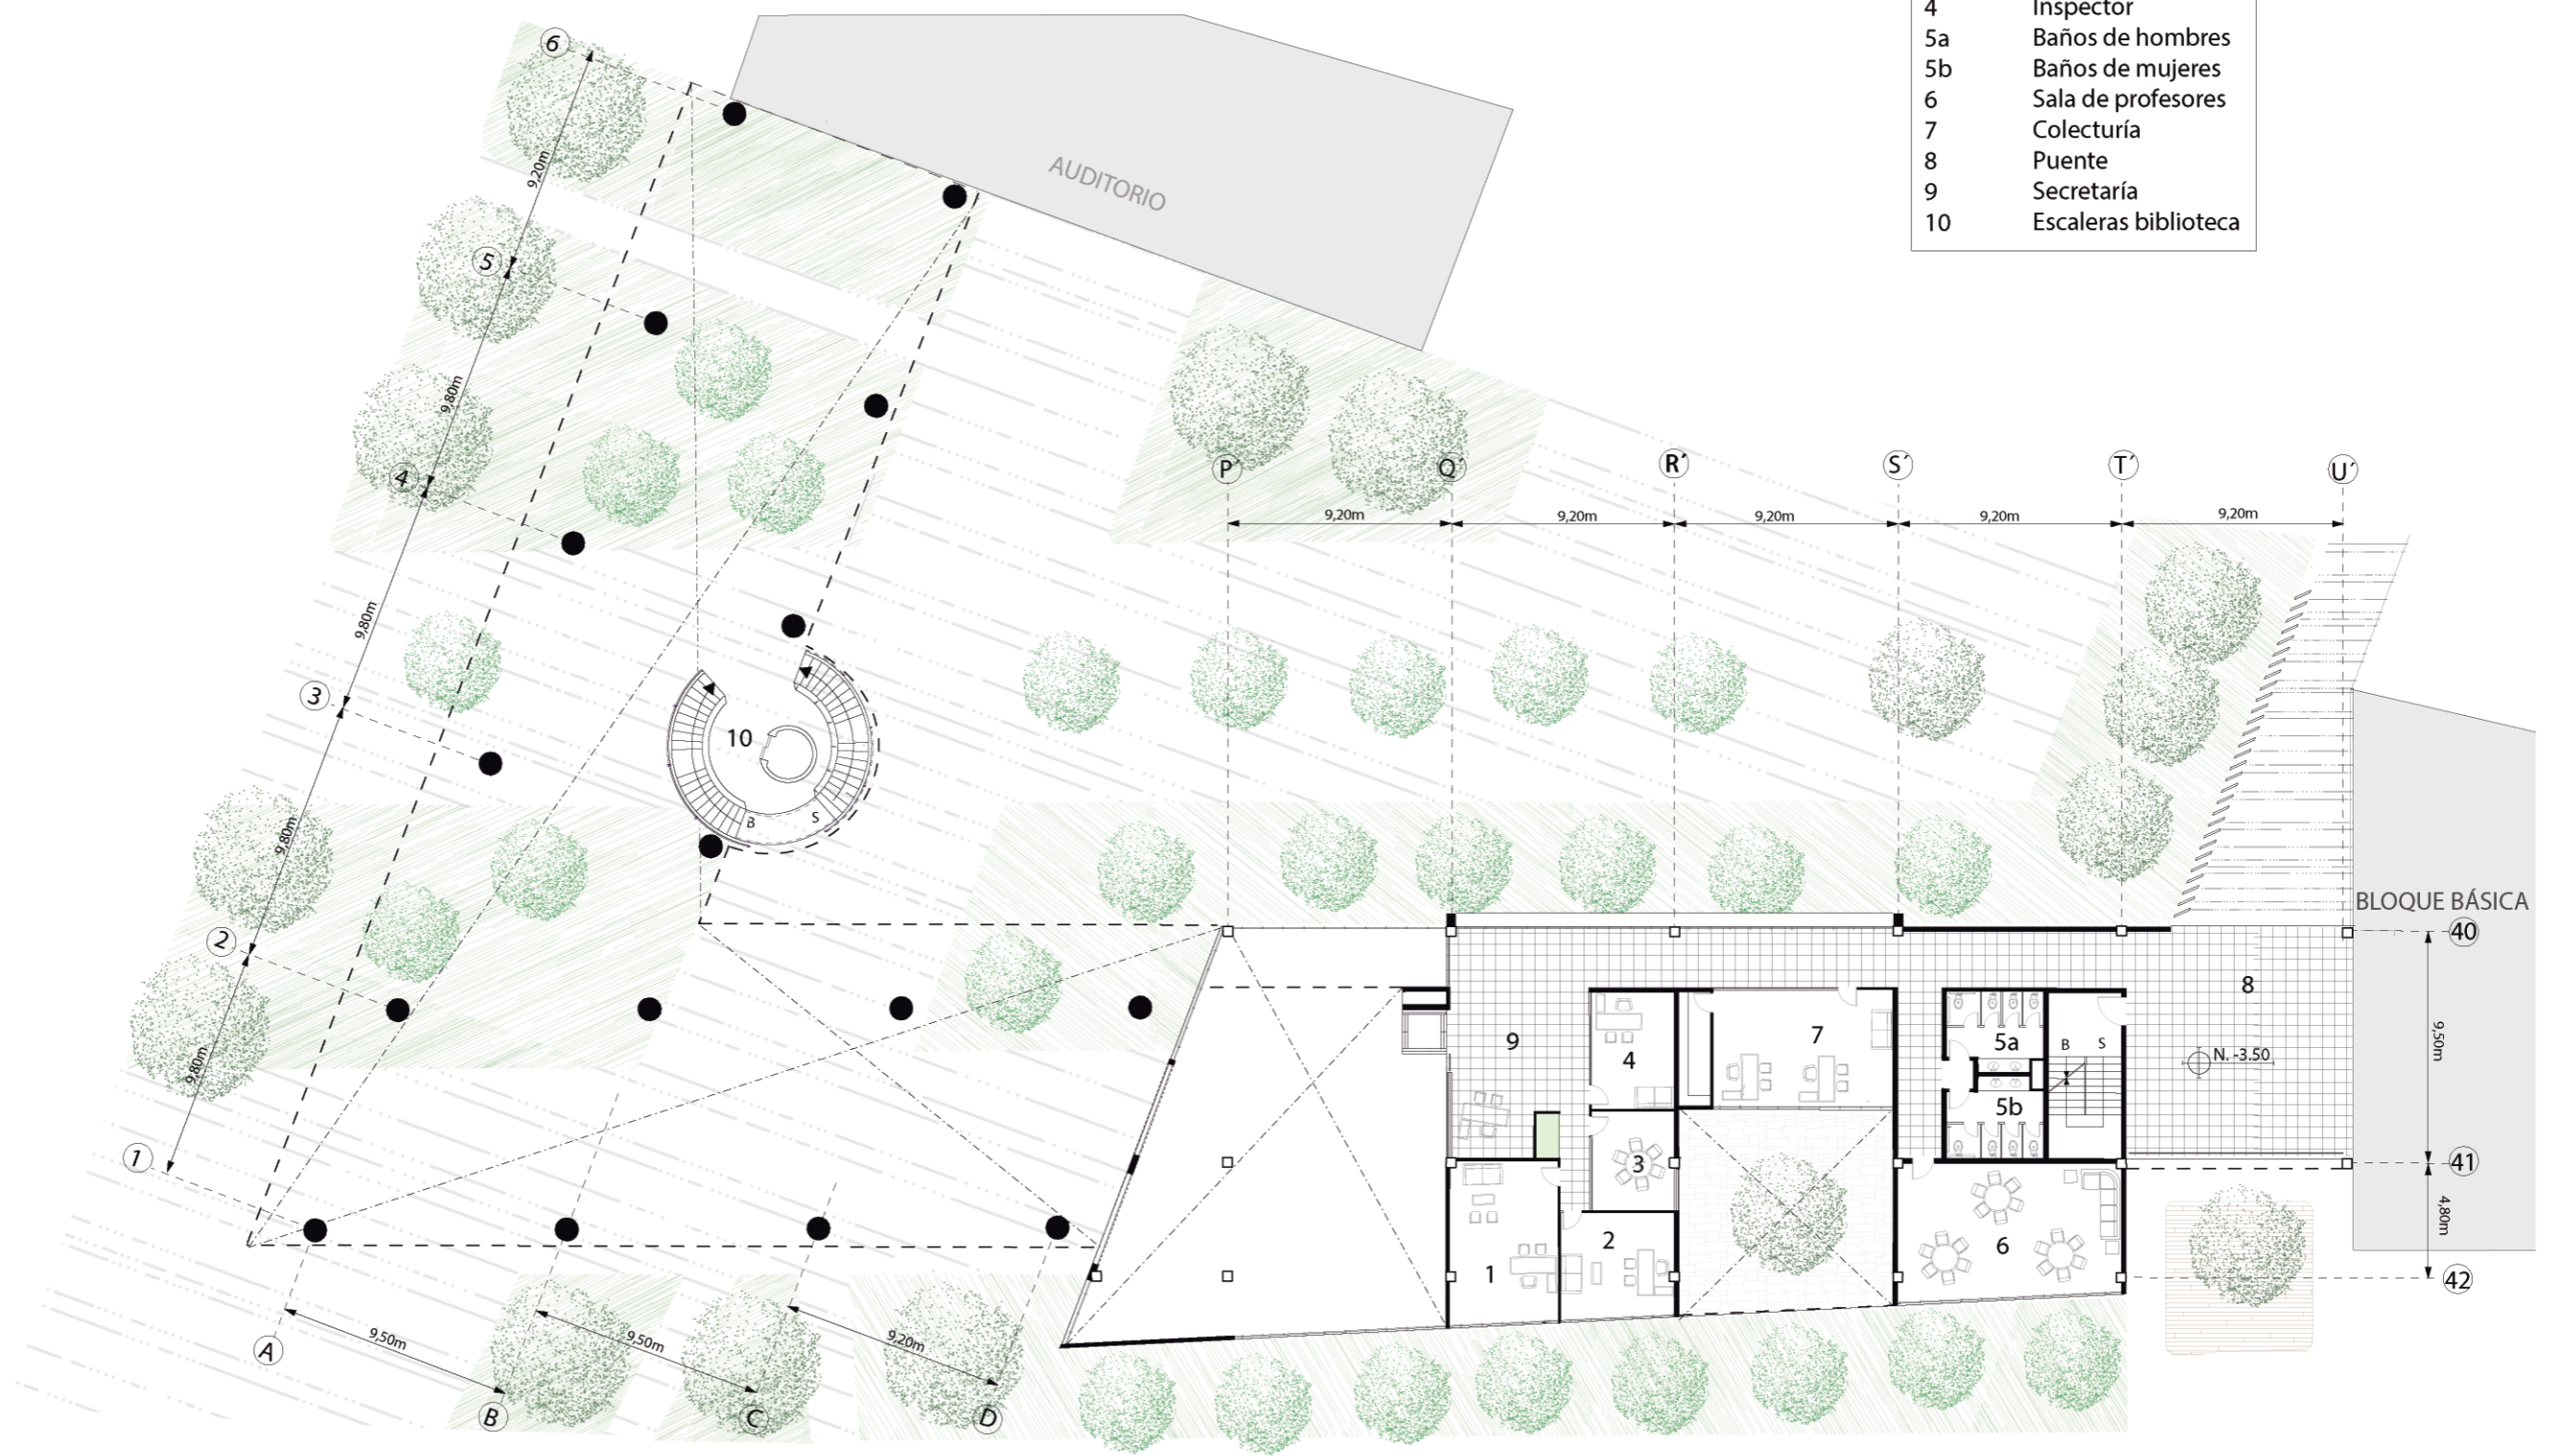 4 Inspector
5a Baños de hombres
5b Baños de mujeres
6 Sala de profesores
7 Colecturía
8 Puente
9 Secretaría
10 Escaleras biblioteca
AUDITORIO
6
9,20m
5
9,80m
4
9,80m
3
9,80m
2
9,80m
1
P´
Q´
R´
S´
T´
U´
9,20m
9,20m
9,20m
9,20m
9,20m
10
B
S
BLOQUE BÁSICA
40
9,50m
41
4,80m
42
8
N. -3.50
9
4
7
5a
B
S
5b
3
2
1
6
A
9,50m
B
9,50m
C
9,20m
D